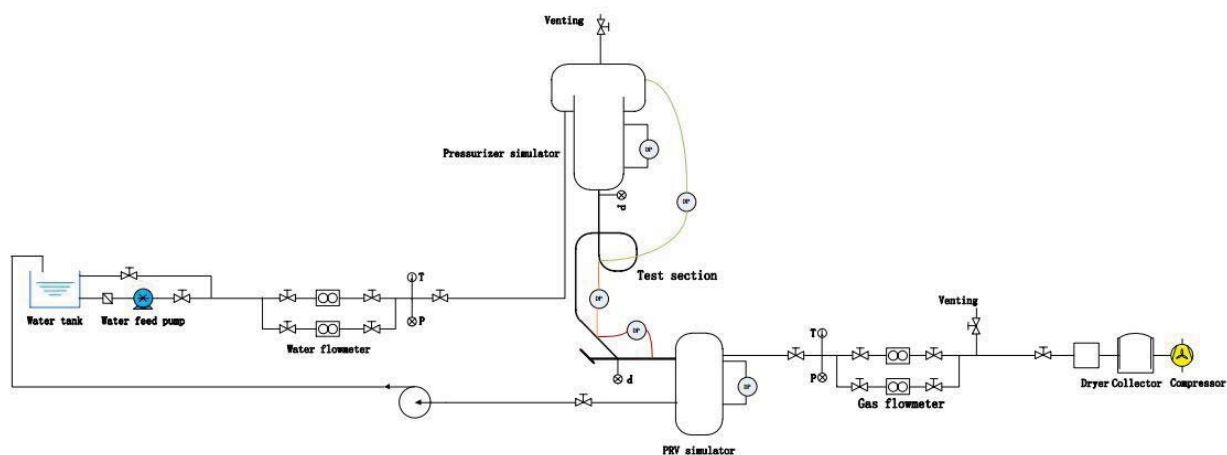 Venting
DP
Pressurizer simulator
P
DP
Test section
T
DP
Venting
Water tank
Water feed pump
P
Water flowmeter
DP
T
P
P
DP
Dryer
Collector
Compressor
Gas flowmeter
PRV simulator